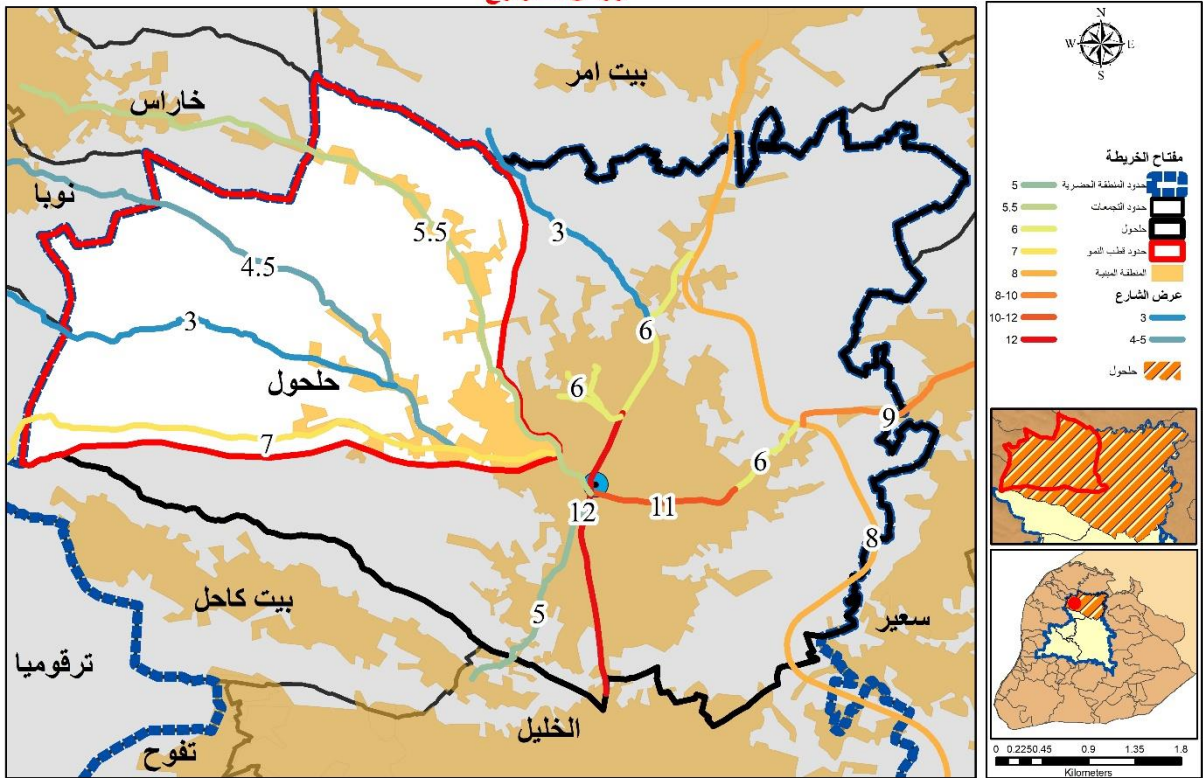 بيت امر
خاراس
نوبا
5.5
3
4.5
3
6
6
حلحول
9
7
6
11
12
8
بيت كاحل
5
سعير
ترقوميا
الخليل
تفوح
N
W E
S
مفتاح الخريطة
حدود المنطقة الحضرية
حدود التجمعات
حلحول
حدود قطب النمو
المنطقة المبنية
عرض الشارع
3
4-5
5
5.5
6
7
8
8-10
10-12
12
حلحول
0 0.2250.45 0.9 1.35 1.8
Kilometers